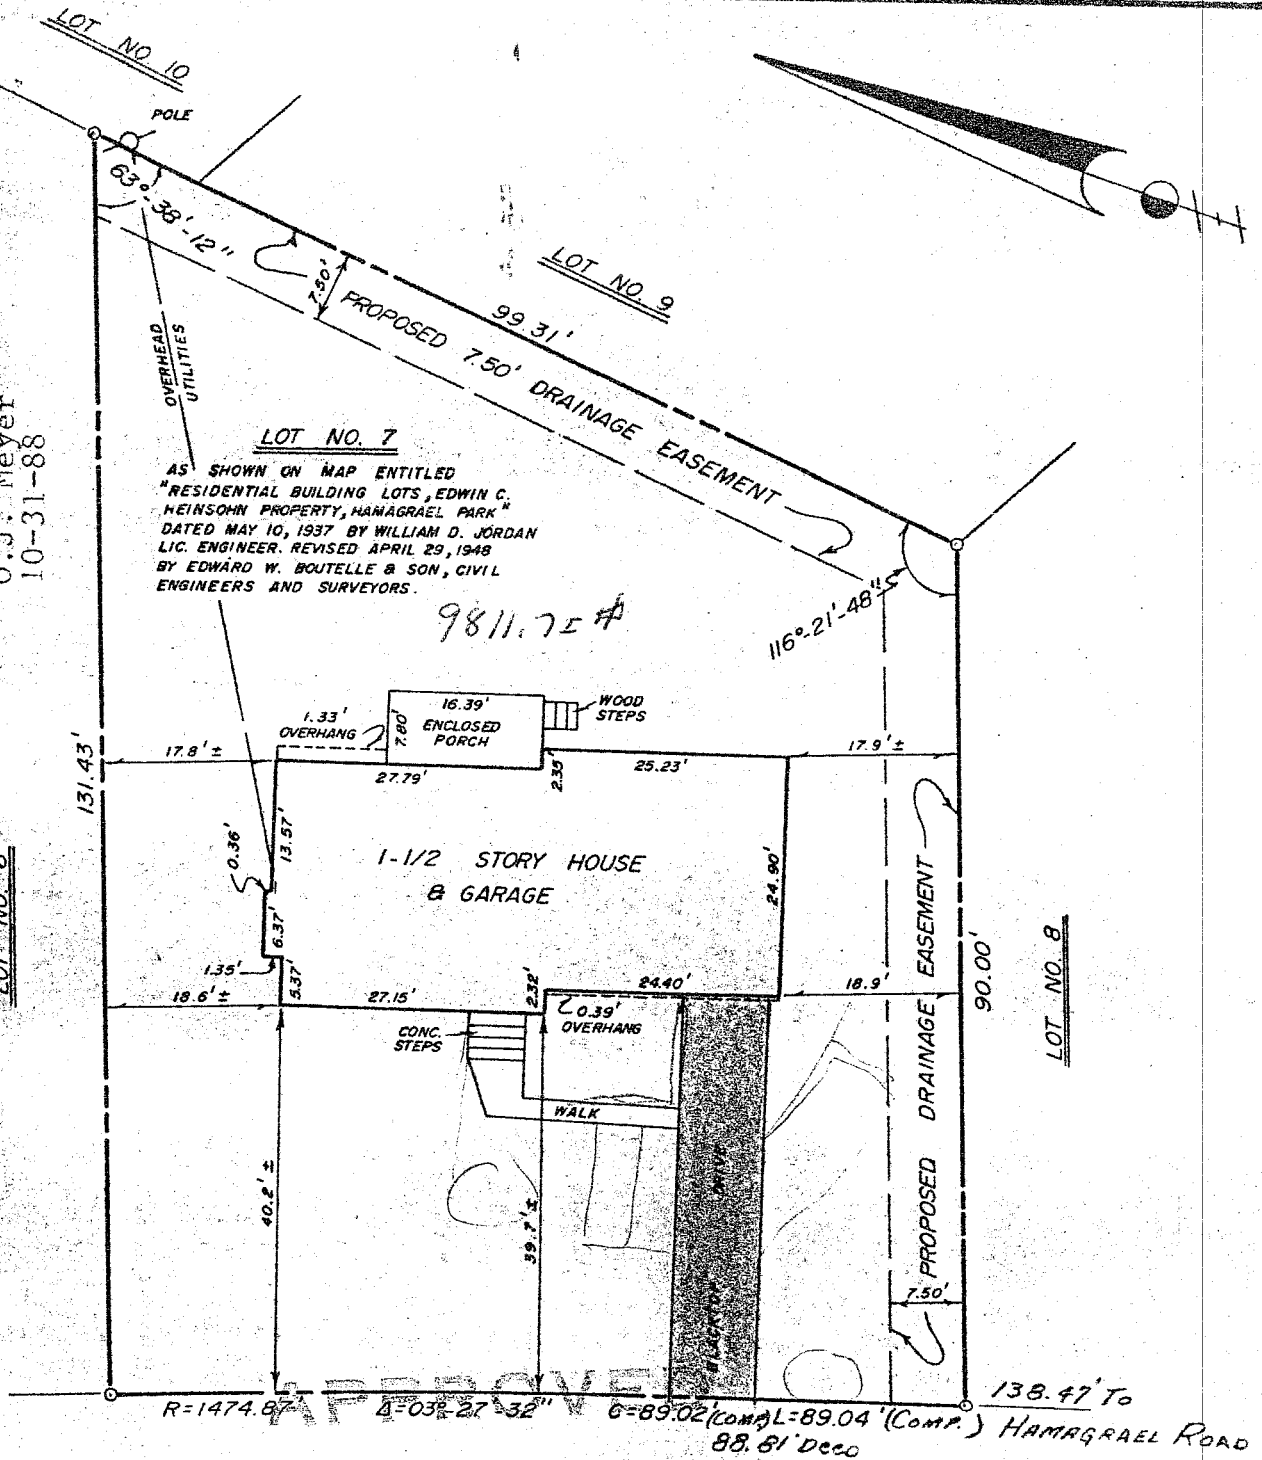 LOT NO 10
POLE
63°-38'-12"
7.50'
LOT NO. 9
99.31'
PROPOSED 7.50' DRAINAGE EASEMENT
OVERHEAD
UTILITIES
Meyer
10-31-88
LOT NO. 7
AS SHOWN ON MAP ENTITLED
"RESIDENTIAL BUILDING LOTS, EDWIN C.
HEINSOHN PROPERTY, HAMAGRAEL PARK"
DATED MAY 10, 1937 BY WILLIAM D. JORDAN
LIC. ENGINEER. REVISED APRIL 29, 1948
BY EDWARD W. BOUTELLE & SON, CIVIL
ENGINEERS AND SURVEYORS.
116°-21'-48"
131.43'
17.8'±
1.33'
OVERHANG
7.80'
16.39'
ENCLOSED
PORCH
WOOD
STEPS
27.79'
2.35'
25.23'
17.9'±
0.36'
13.57'
1-1/2 STORY HOUSE
& GARAGE
24.90'
6.37'
1.35'
5.37'
18.6'±
27.15'
2.32'
24.40'
0.39'
OVERHANG
18.9'
PROPOSED DRAINAGE EASEMENT
90.00'
LOT NO. 8
CONC.
STEPS
WALK
40.2'±
39.7'±
BLACKTOP DRIVE
7.50'
APPROVE
R=1474.87'
Δ=03°-27'-32"
C=89.02'(COMP.)
L=89.04'(COMP.)
138.47' To
HAMAGRAEL ROAD
88.81' DEED